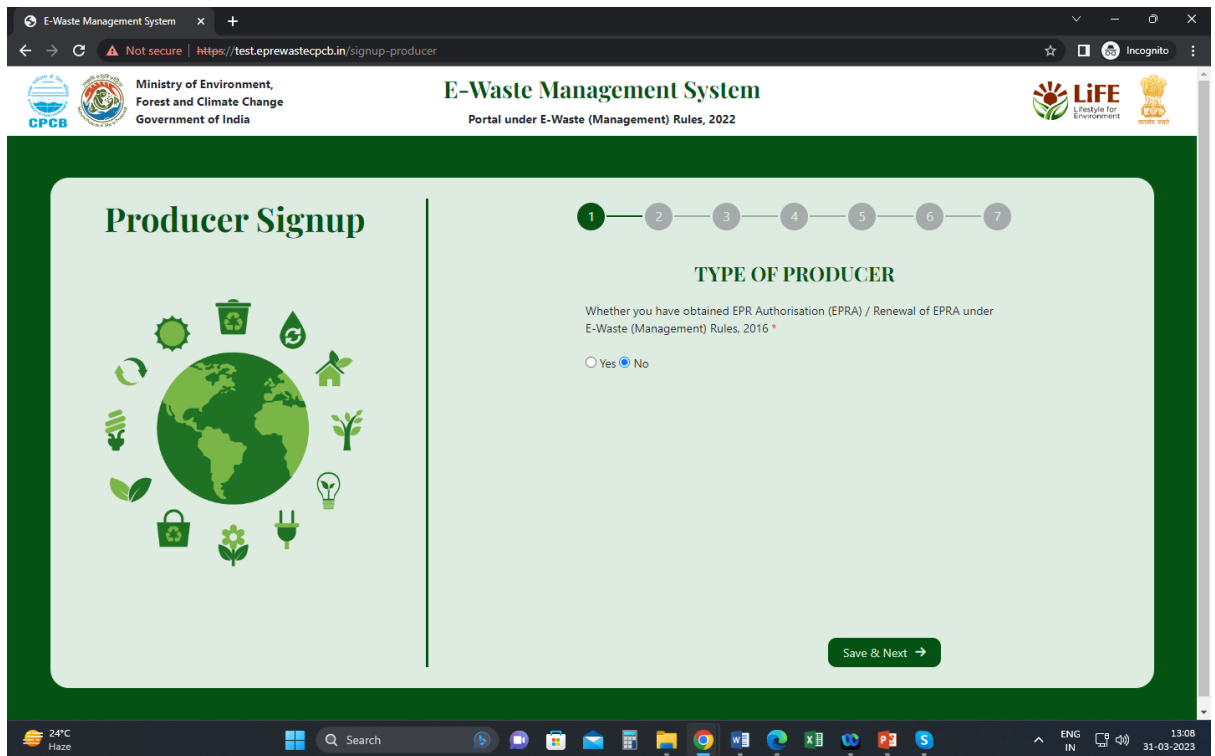 E-Waste Management System
Not secure | https://test.eprewastecpcb.in/signup-producer
Incognito
CPCB
Ministry of Environment,
Forest and Climate Change
Government of India
E-Waste Management System
Portal under E-Waste (Management) Rules, 2022
LiFE
Lifestyle for
Environment
सत्यमेव जयते
Producer Signup
1 2 3 4 5 6 7
TYPE OF PRODUCER
Whether you have obtained EPR Authorisation (EPRA) / Renewal of EPRA under
E-Waste (Management) Rules, 2016 *
Yes No
Save & Next →
24°C
Haze
Search
ENG
IN
13:08
31-03-2023